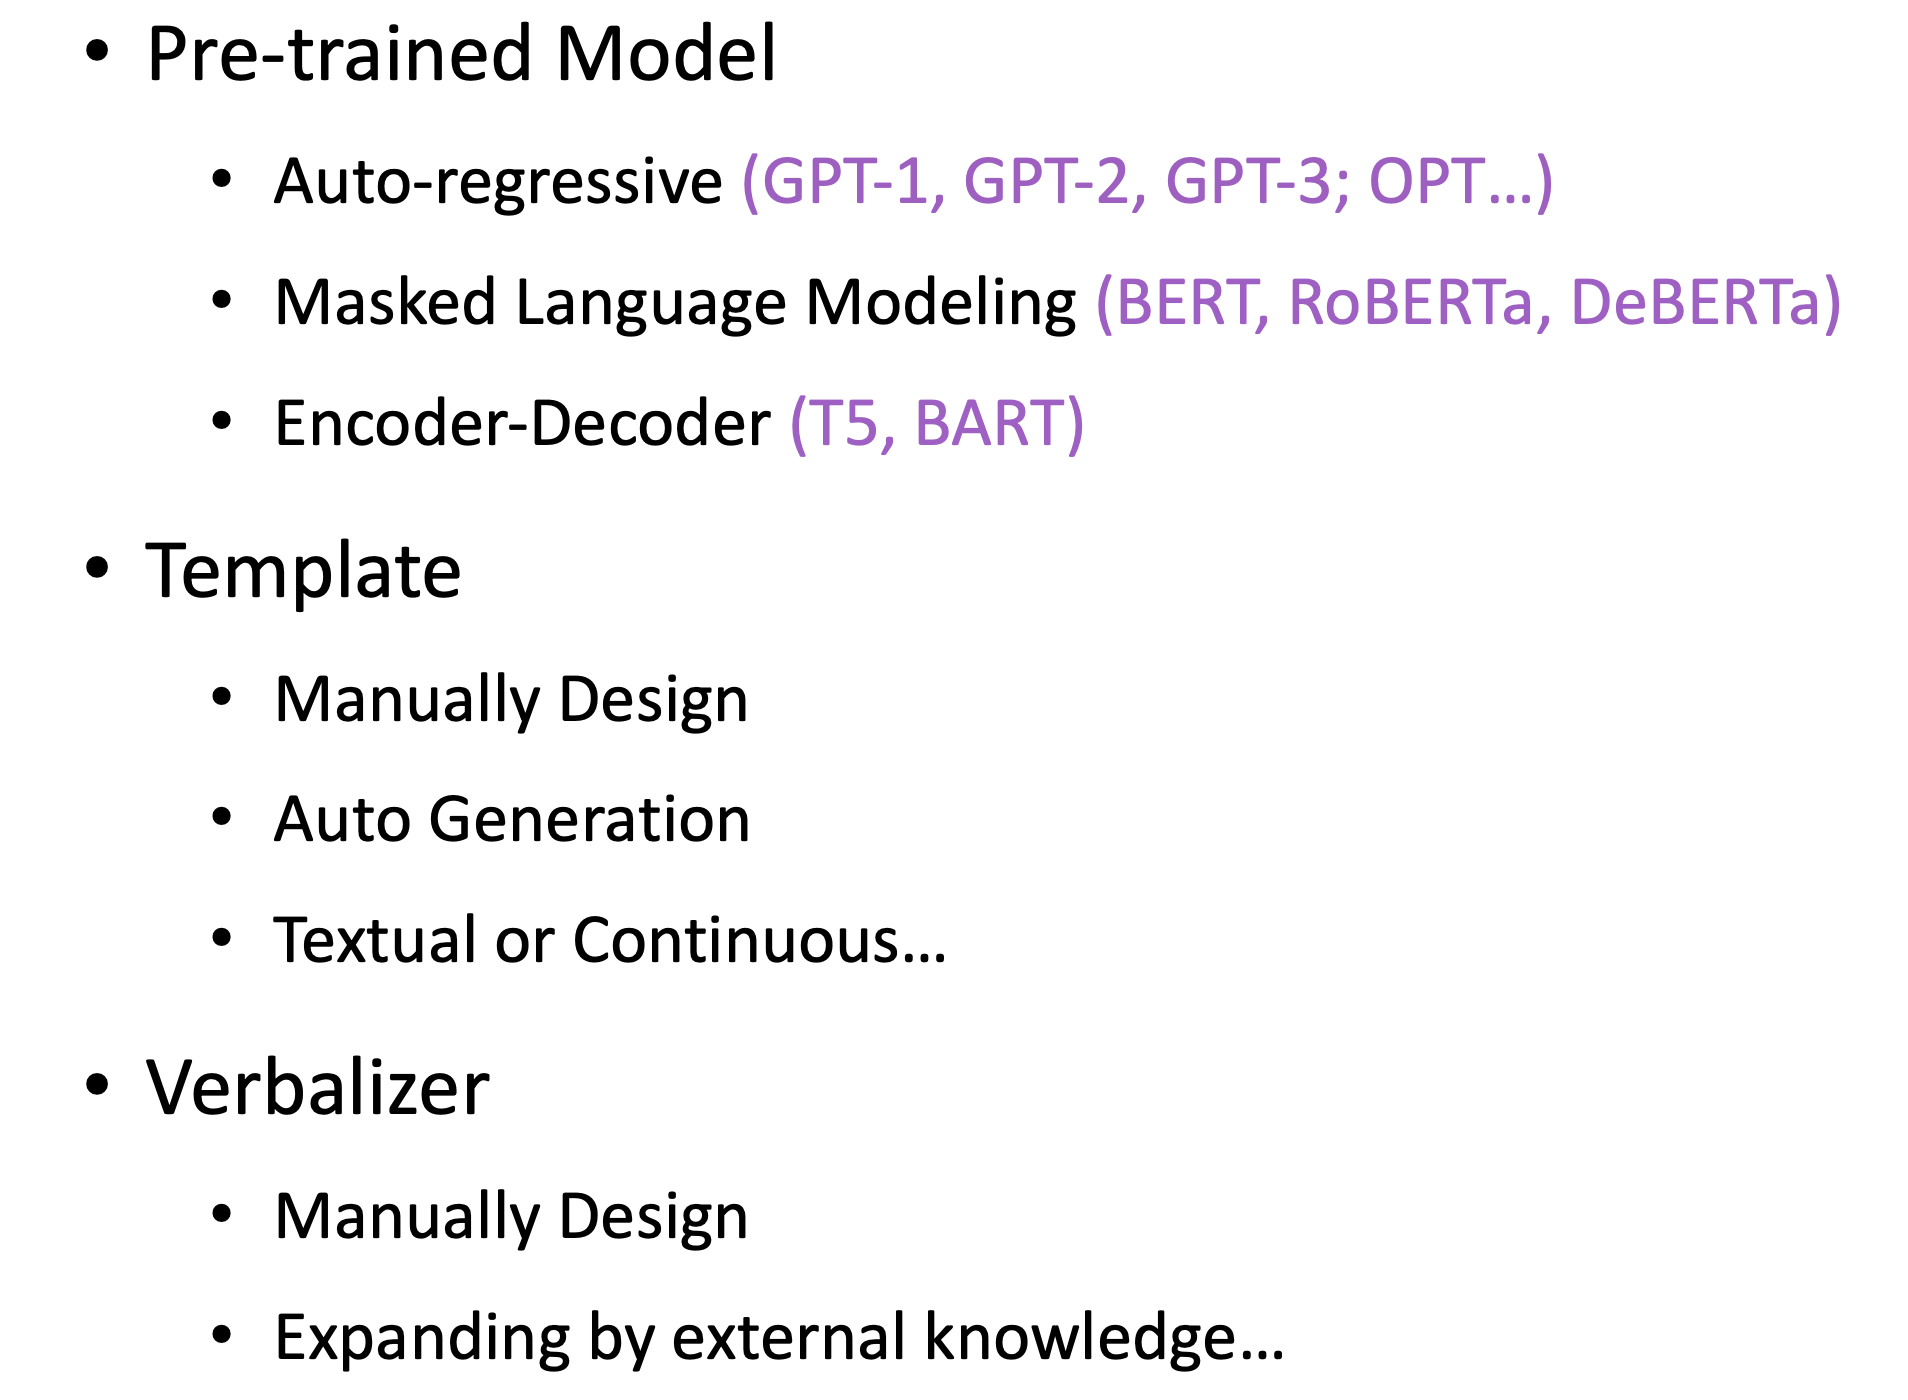 • Pre-trained Model
• Auto-regressive (GPT-1, GPT-2, GPT-3; OPT…)
• Masked Language Modeling (BERT, RoBERTa, DeBERTa)
• Encoder-Decoder (T5, BART)
• Template
• Manually Design
• Auto Generation
• Textual or Continuous…
• Verbalizer
• Manually Design
• Expanding by external knowledge…